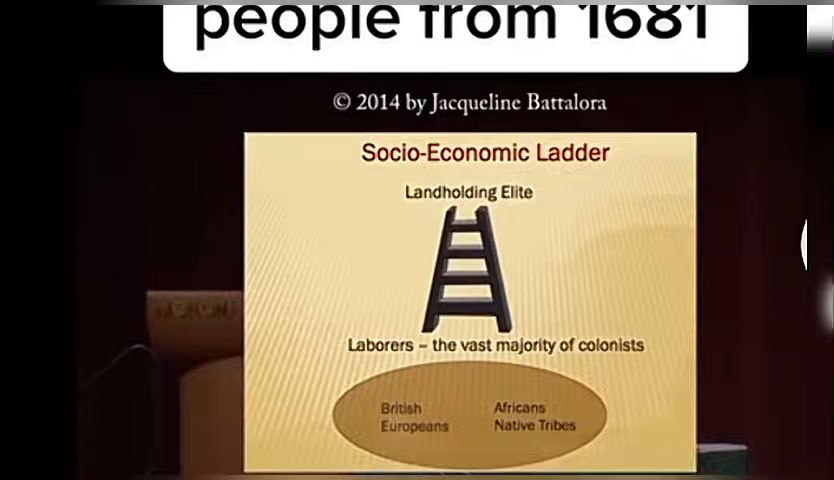 people from 1681
© 2014 by Jacqueline Battalora
Socio-Economic Ladder
Landholding Elite
Laborers – the vast majority of colonists
British
Europeans
Africans
Native Tribes